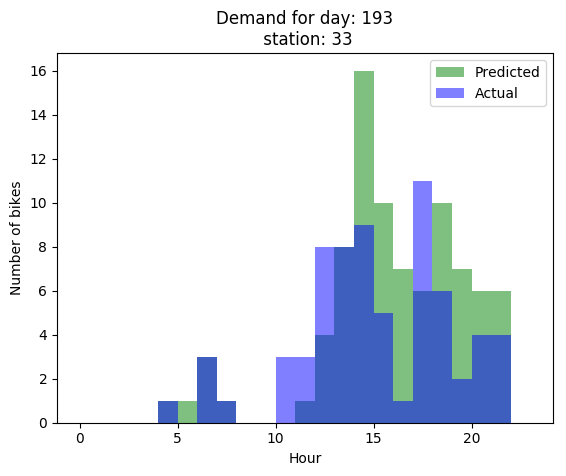 Demand for day: 193
station: 33
Predicted
Actual
16
14
12
10
8
6
4
2
0
Number of bikes
0 5 10 15 20
Hour